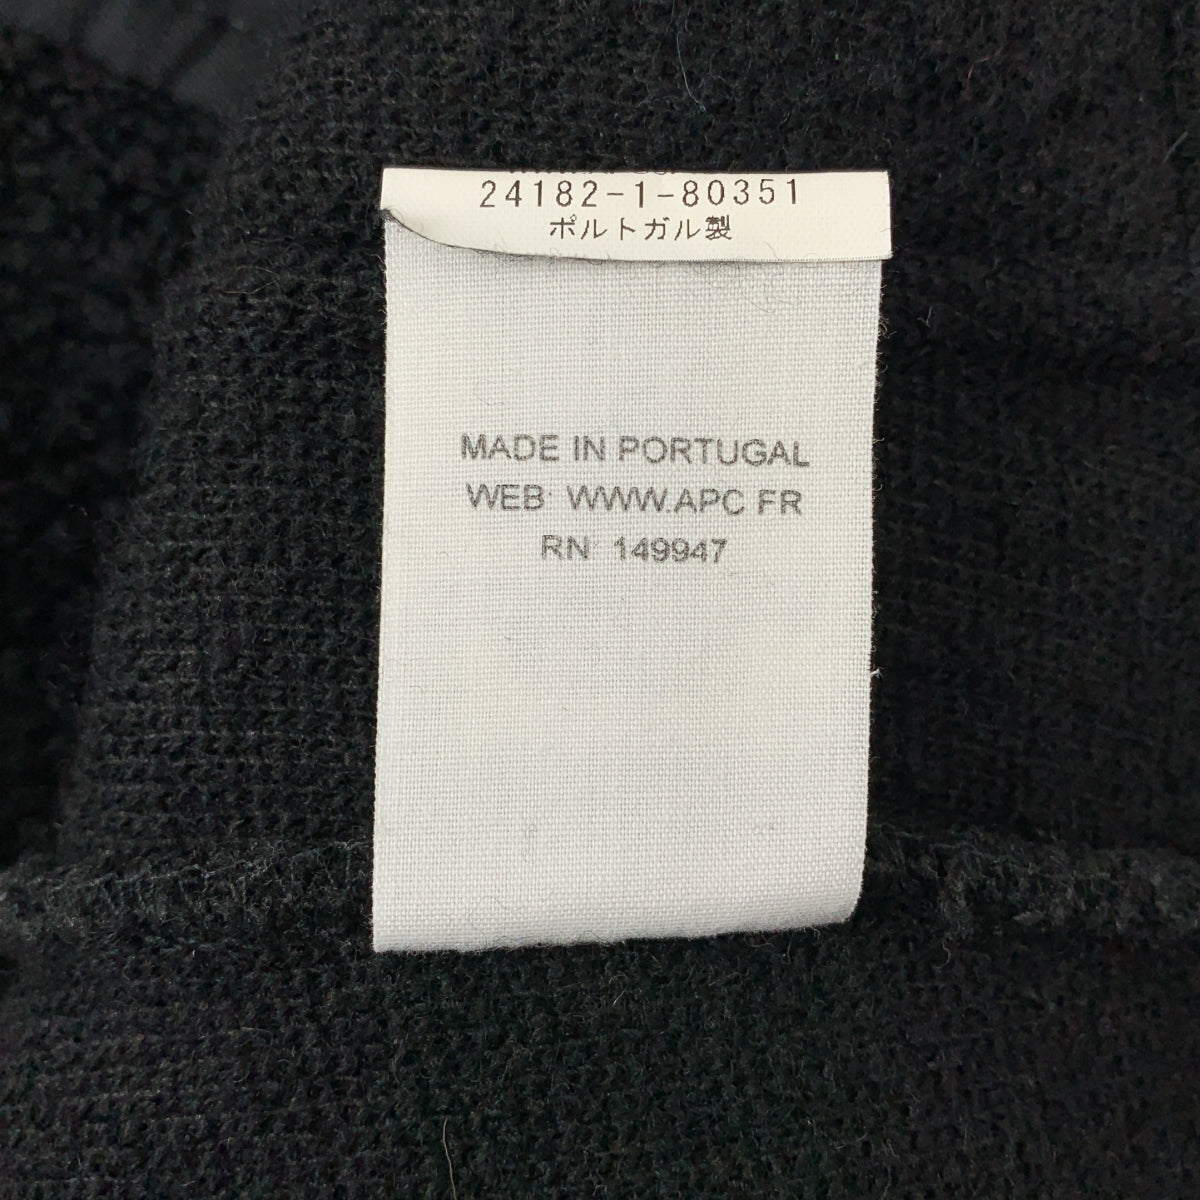 24182-1-80351
ポルトガル製
MADE IN PORTUGAL
WEB: WWW.APC.FR
RN: 149947